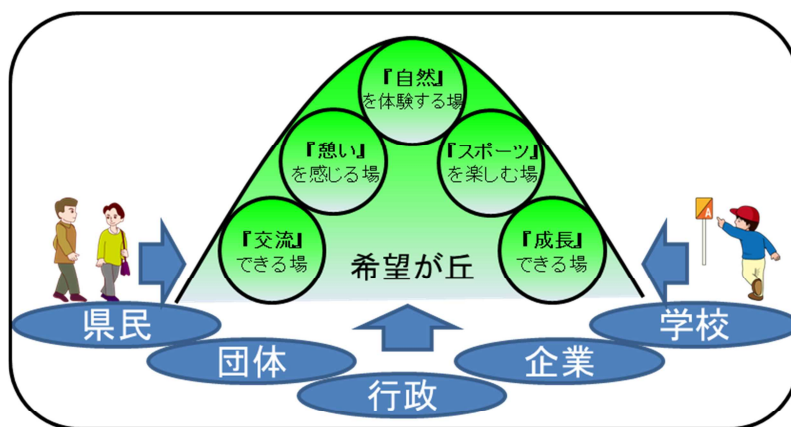 『自然』
を体験する場
『憩い』
を感じる場
『スポーツ』
を楽しむ場
『交流』
できる場
『成長』
できる場
希望が丘
A
県民
学校
団体
企業
行政